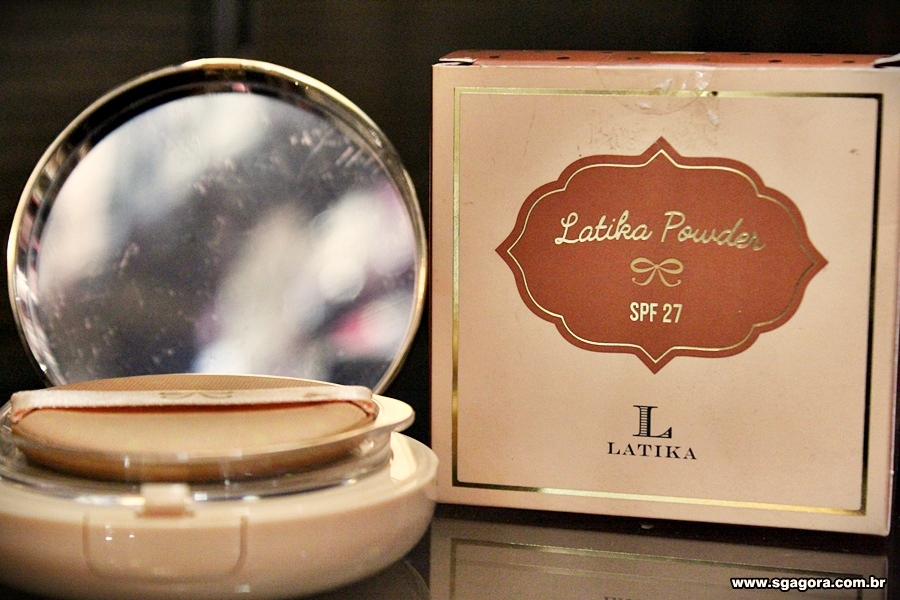 Latika Powder
SPF 27
L
LATIKA
www.sgagora.com.br